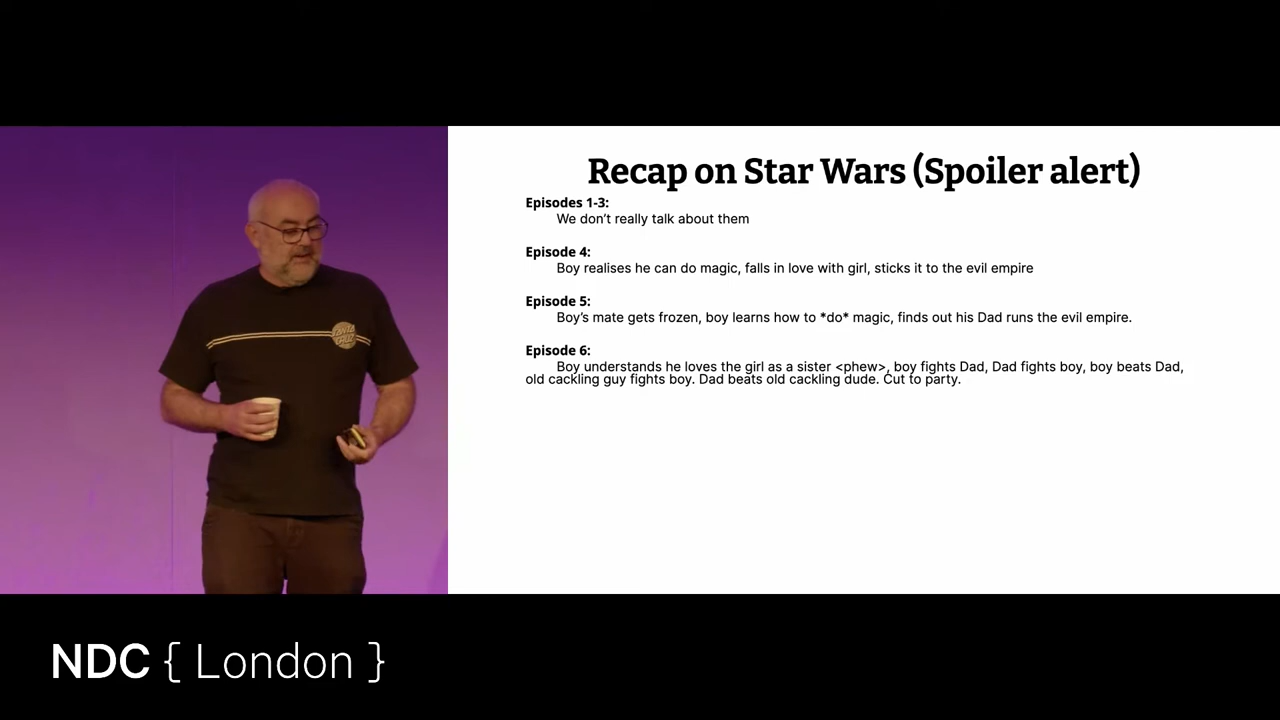 Recap on Star Wars (Spoiler alert)
Episodes 1-3:
We don’t really talk about them
Episode 4:
Boy realises he can do magic, falls in love with girl, sticks it to the evil empire
Episode 5:
Boy’s mate gets frozen, boy learns how to *do* magic, finds out his Dad runs the evil empire.
Episode 6:
Boy understands he loves the girl as a sister <phew>, boy fights Dad, Dad fights boy, boy beats Dad,
old cackling guy fights boy. Dad beats old cackling dude. Cut to party.
SANTA
CRUZ
NDC { London }